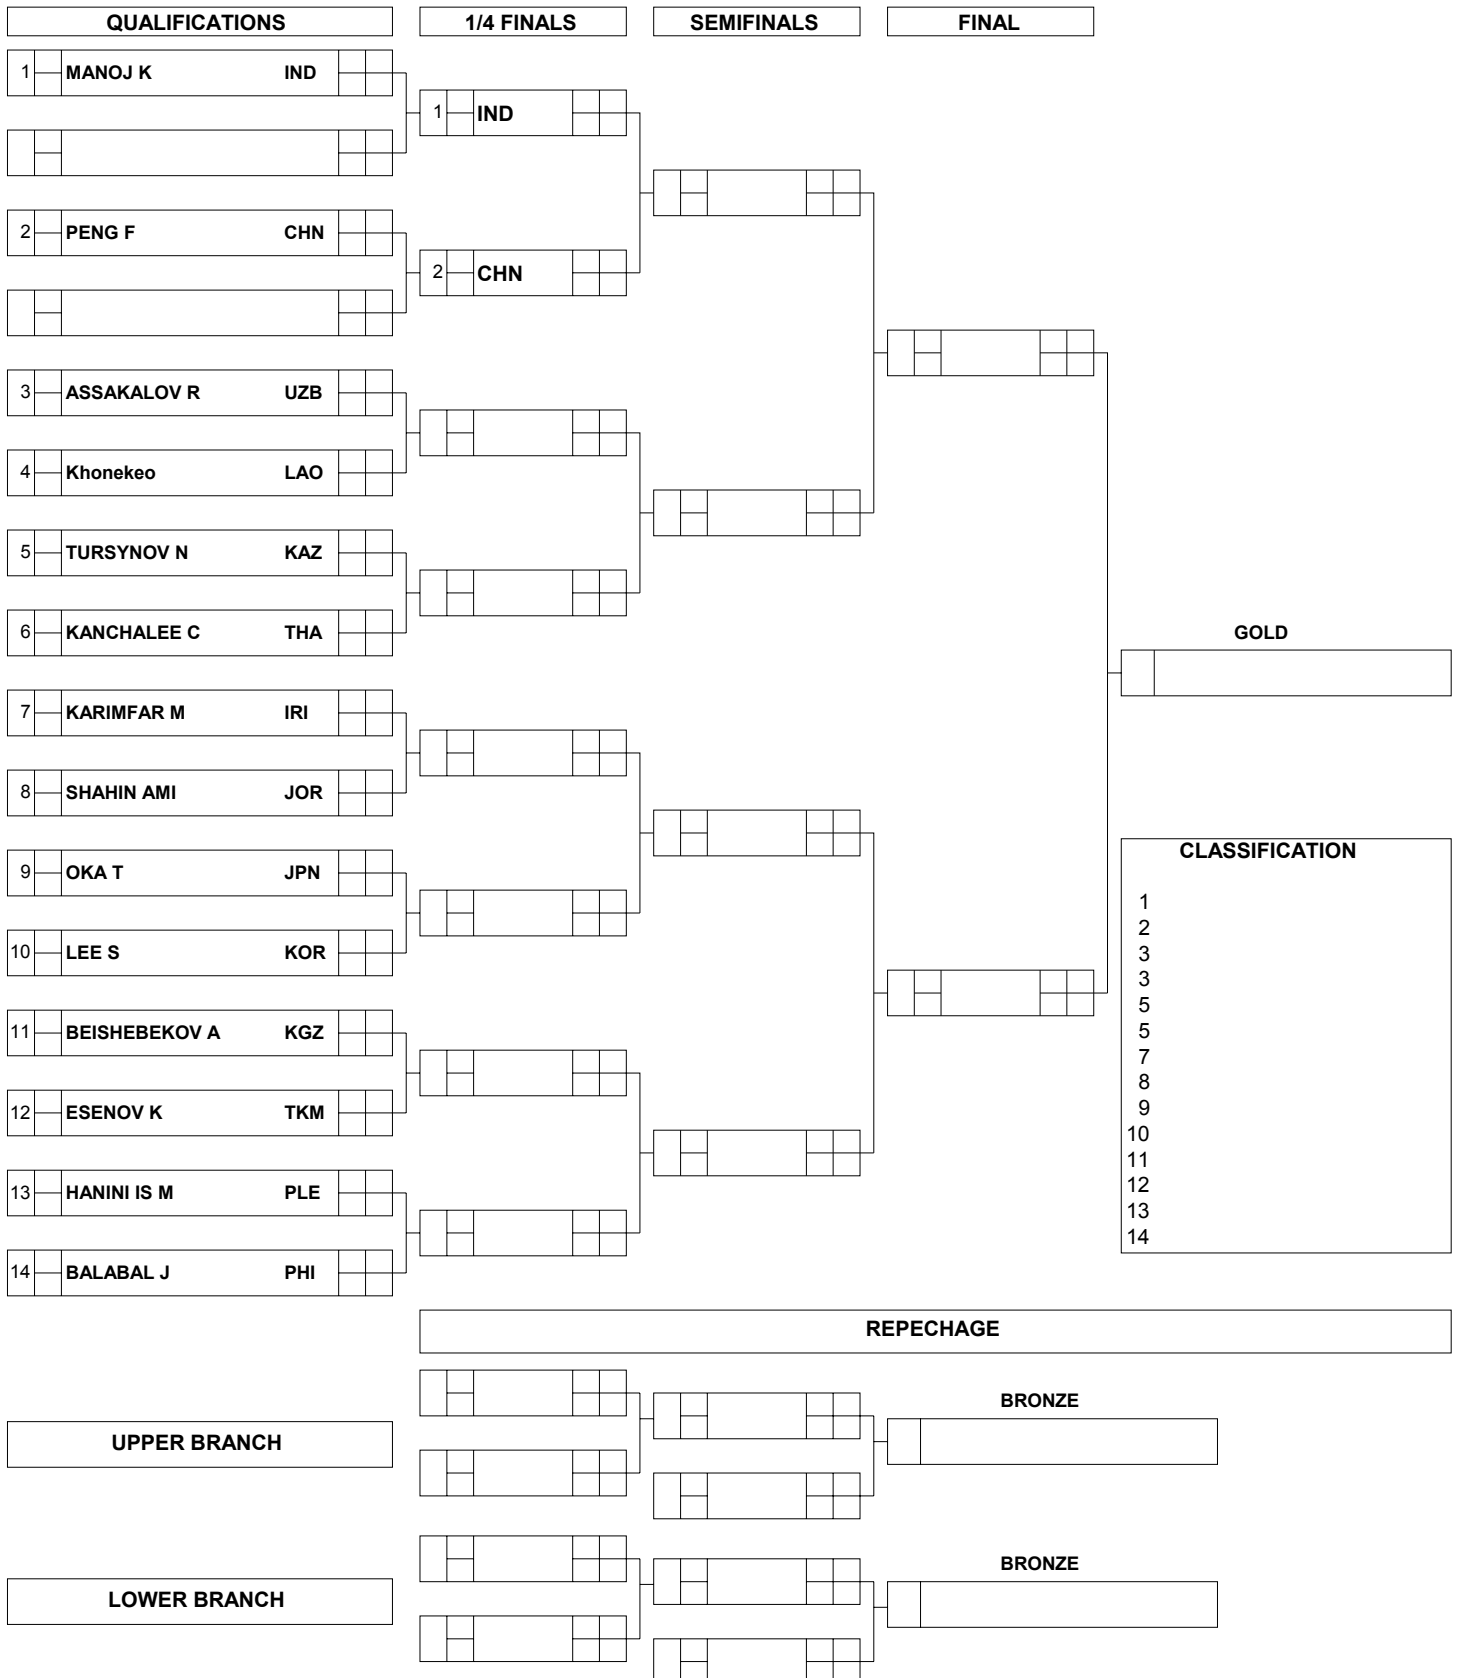 QUALIFICATIONS 1/4 FINALS SEMIFINALS FINAL
1 MANOJ K IND
1 IND
2 PENG F CHN
2 CHN
3 ASSAKALOV R UZB
4 Khonekeo LAO
5 TURSYNOV N KAZ
6 KANCHALEE C THA
GOLD
7 KARIMFAR M IRI
8 SHAHIN AMI JOR
9 OKA T JPN
10 LEE S KOR
11 BEISHEBEKOV A KGZ
12 ESENOV K TKM
13 HANINI IS M PLE
14 BALABAL J PHI
CLASSIFICATION
1
2
3
3
5
5
7
8
9
10
11
12
13
14
REPECHAGE
BRONZE
UPPER BRANCH
BRONZE
LOWER BRANCH